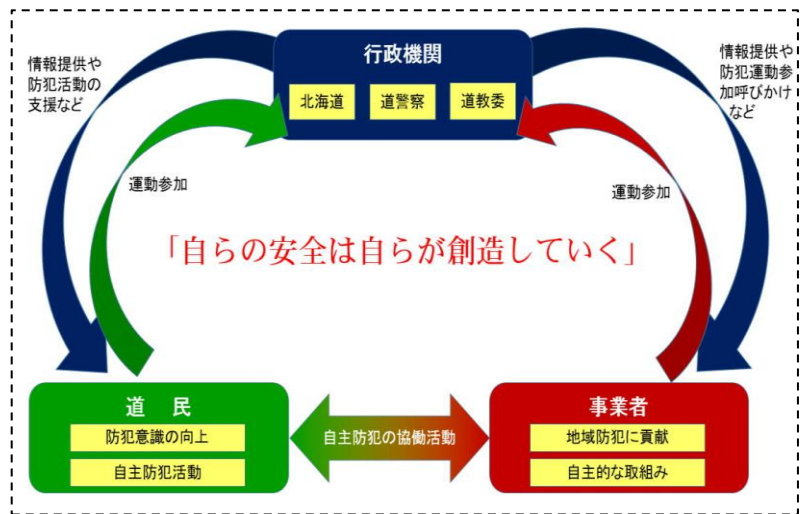 行政機関
北海道
道警察
道教委
情報提供や
防犯活動の
支援など
情報提供や
防犯運動参
加呼びかけ
など
運動参加
運動参加
「自らの安全は自らが創造していく」
道　民
防犯意識の向上
自主防犯活動
自主防犯の協働活動
事業者
地域防犯に貢献
自主的な取組み